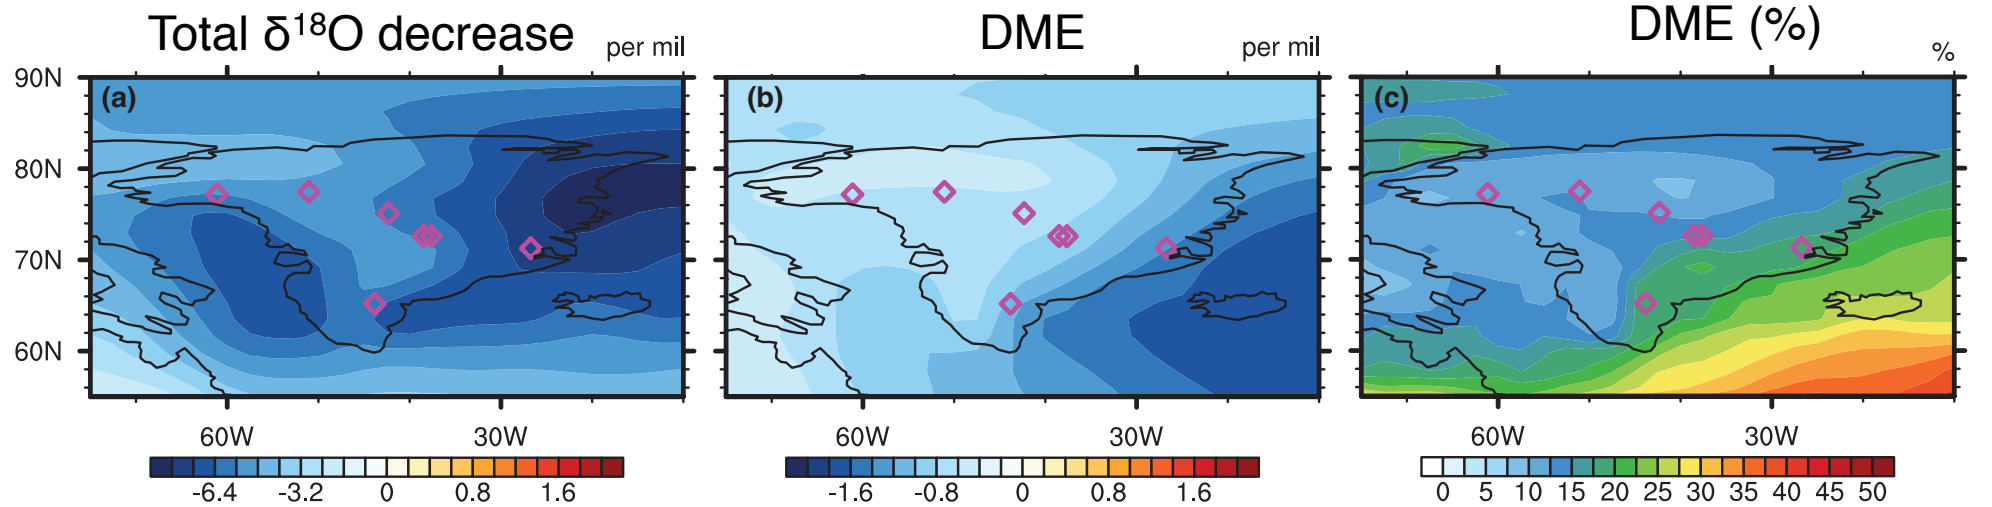 Total δ¹⁸O decrease per mil
DME per mil
DME (%) %
(a) (b) (c)
90N
80N
70N
60N
60W 30W 60W 30W 60W 30W
-6.4 -3.2 0 0.8 1.6
-1.6 -0.8 0 0.8 1.6
0 5 10 15 20 25 30 35 40 45 50